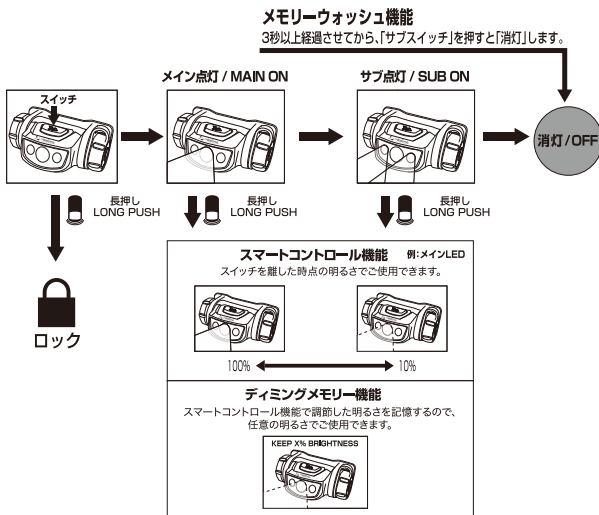 メモリーウォッシュ機能
3秒以上経過させてから、「サブスイッチ」を押すと「消灯」します。
メイン点灯 / MAIN ON
サブ点灯 / SUB ON
スイッチ
消灯/OFF
長押し
LONG PUSH
長押し
LONG PUSH
長押し
LONG PUSH
ロック
スマートコントロール機能 例:メインLED
スイッチを離した時点の明るさでご使用できます。
100%
10%
ディミングメモリー機能
スマートコントロール機能で調節した明るさを記憶するので、
任意の明るさでご使用できます。
KEEP X% BRIGHTNESS